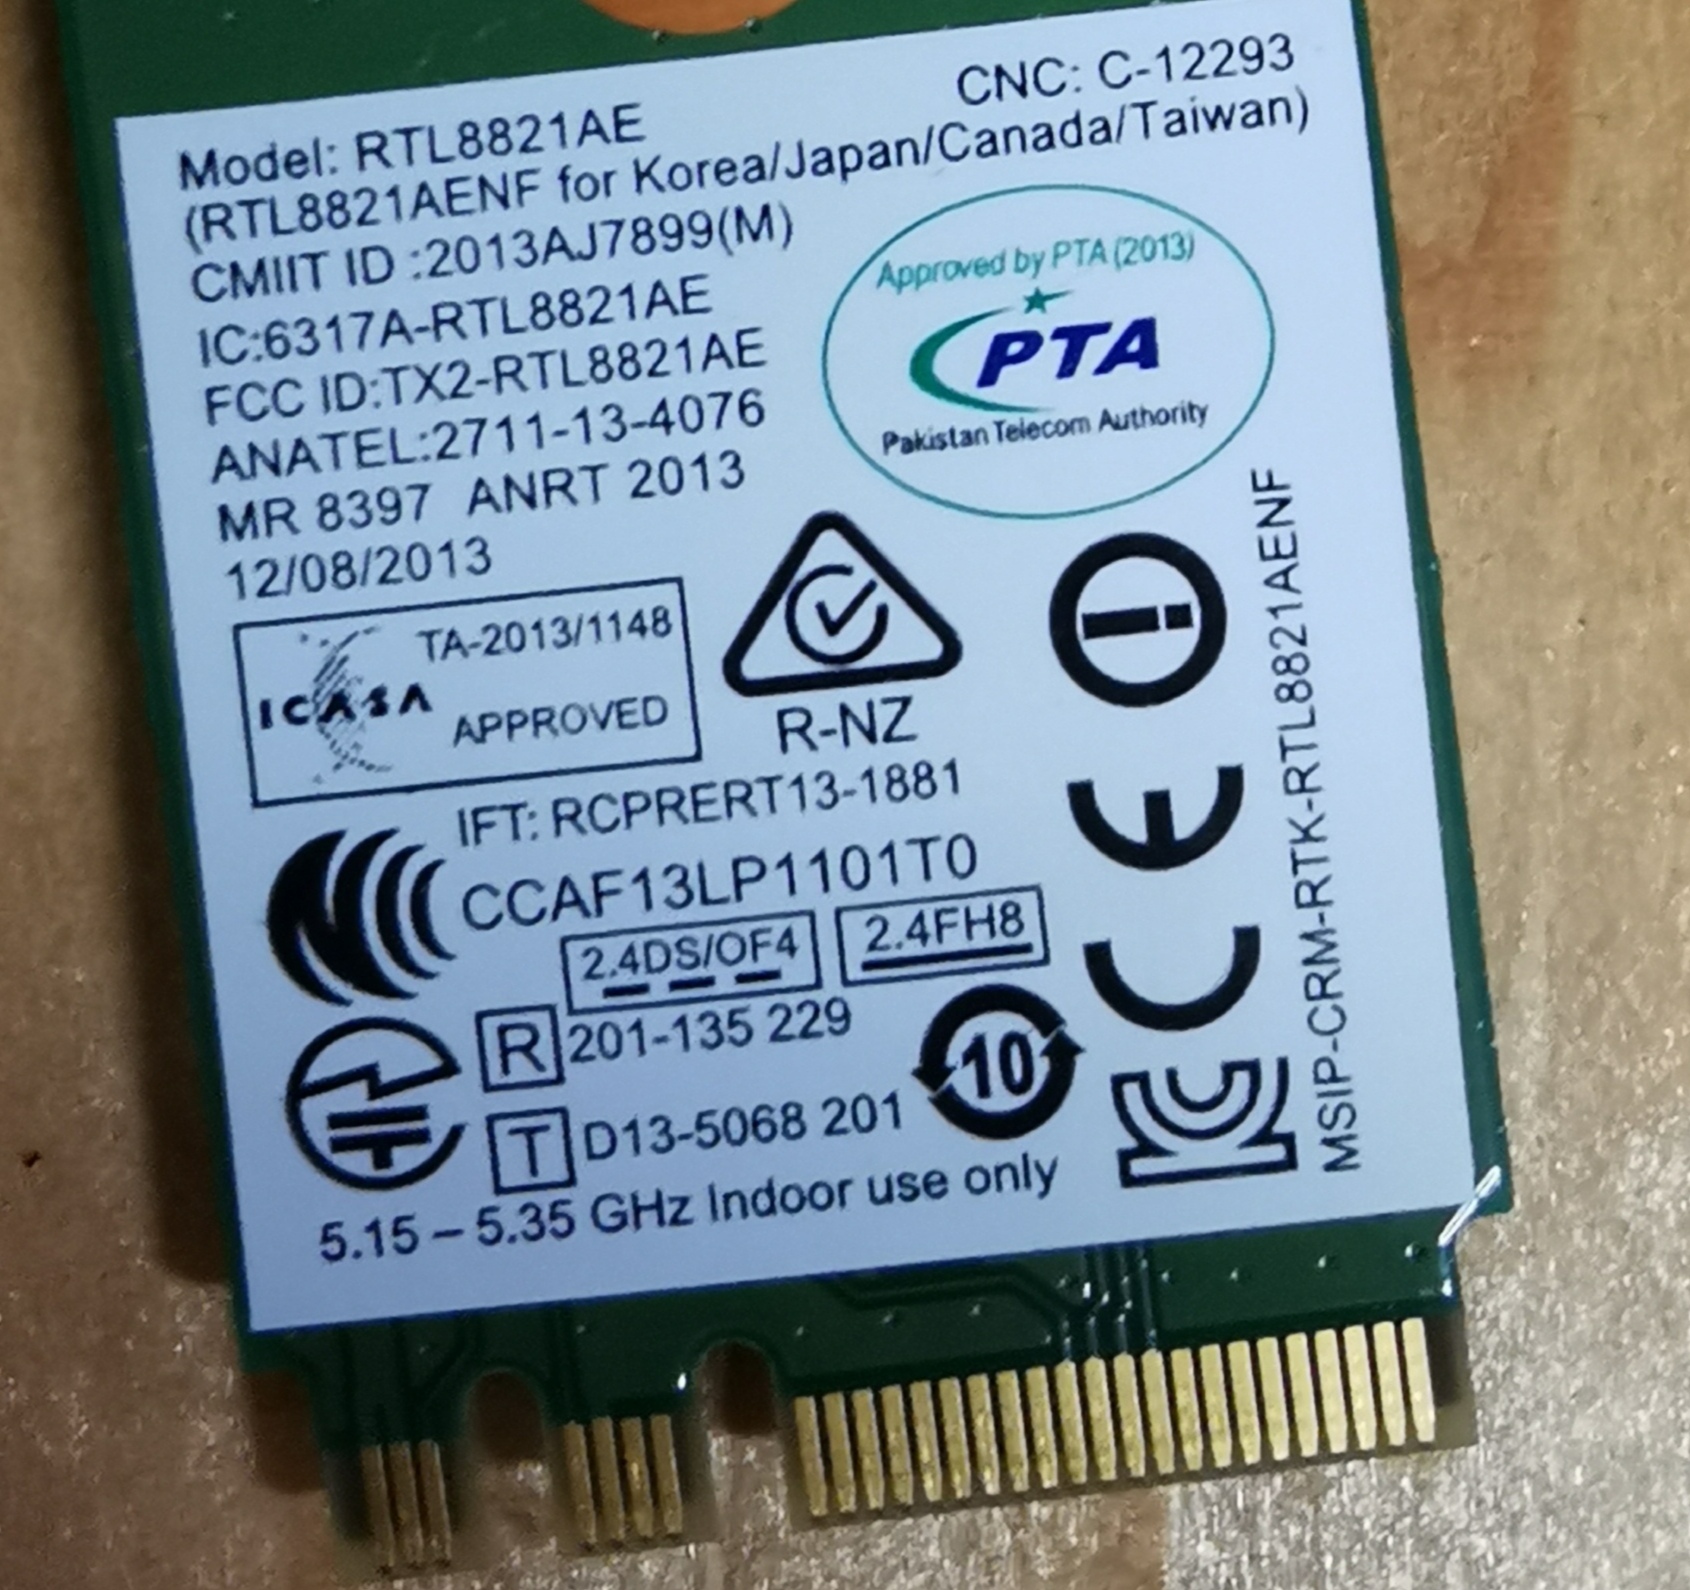 CNC: C-12293
Model: RTL8821AE
(RTL8821AENF for Korea/Japan/Canada/Taiwan)
CMIIT ID :2013AJ7899(M)
IC:6317A-RTL8821AE
FCC ID:TX2-RTL8821AE
ANATEL:2711-13-4076
MR 8397 ANRT 2013
12/08/2013
Approved by PTA (2013)
PTA
Pakistan Telecom Authority
TA-2013/1148
ICASA
APPROVED
R-NZ
IFT: RCPRERT13-1881
CCAF13LP1101T0
2.4DS/OF4
2.4FH8
R 201-135 229
T D13-5068 201
10
5.15 – 5.35 GHz Indoor use only
CE
MSIP-CRM-RTK-RTL8821AENF